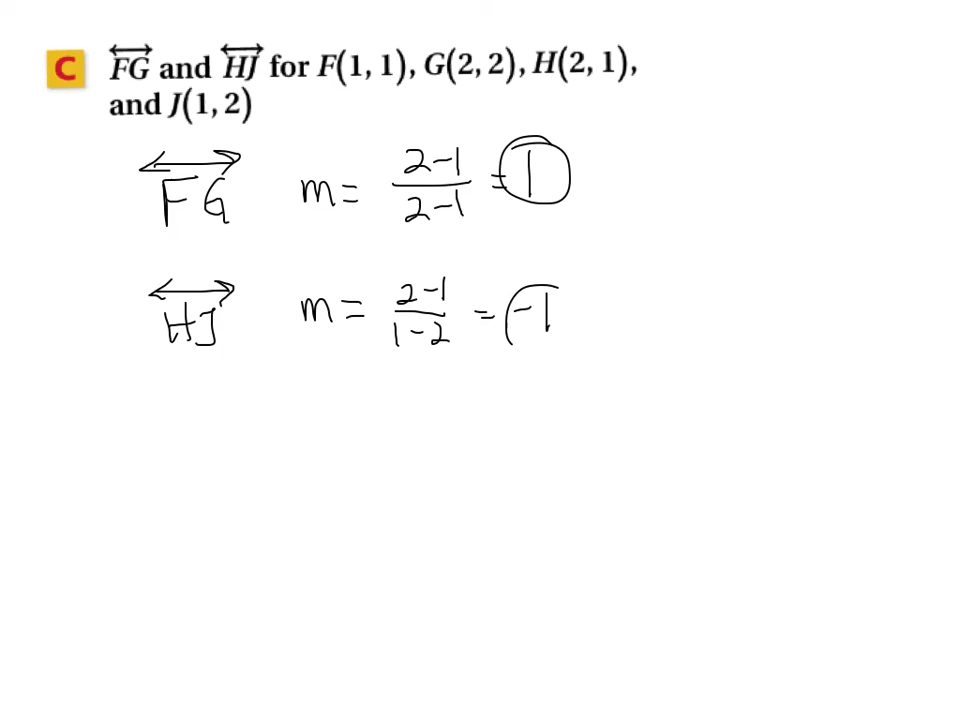 C FG and HJ for F(1, 1), G(2, 2), H(2, 1),
and J(1, 2)
FG m = 2-1/2-1 = 1
HJ m = 2-1/1-2 = -1